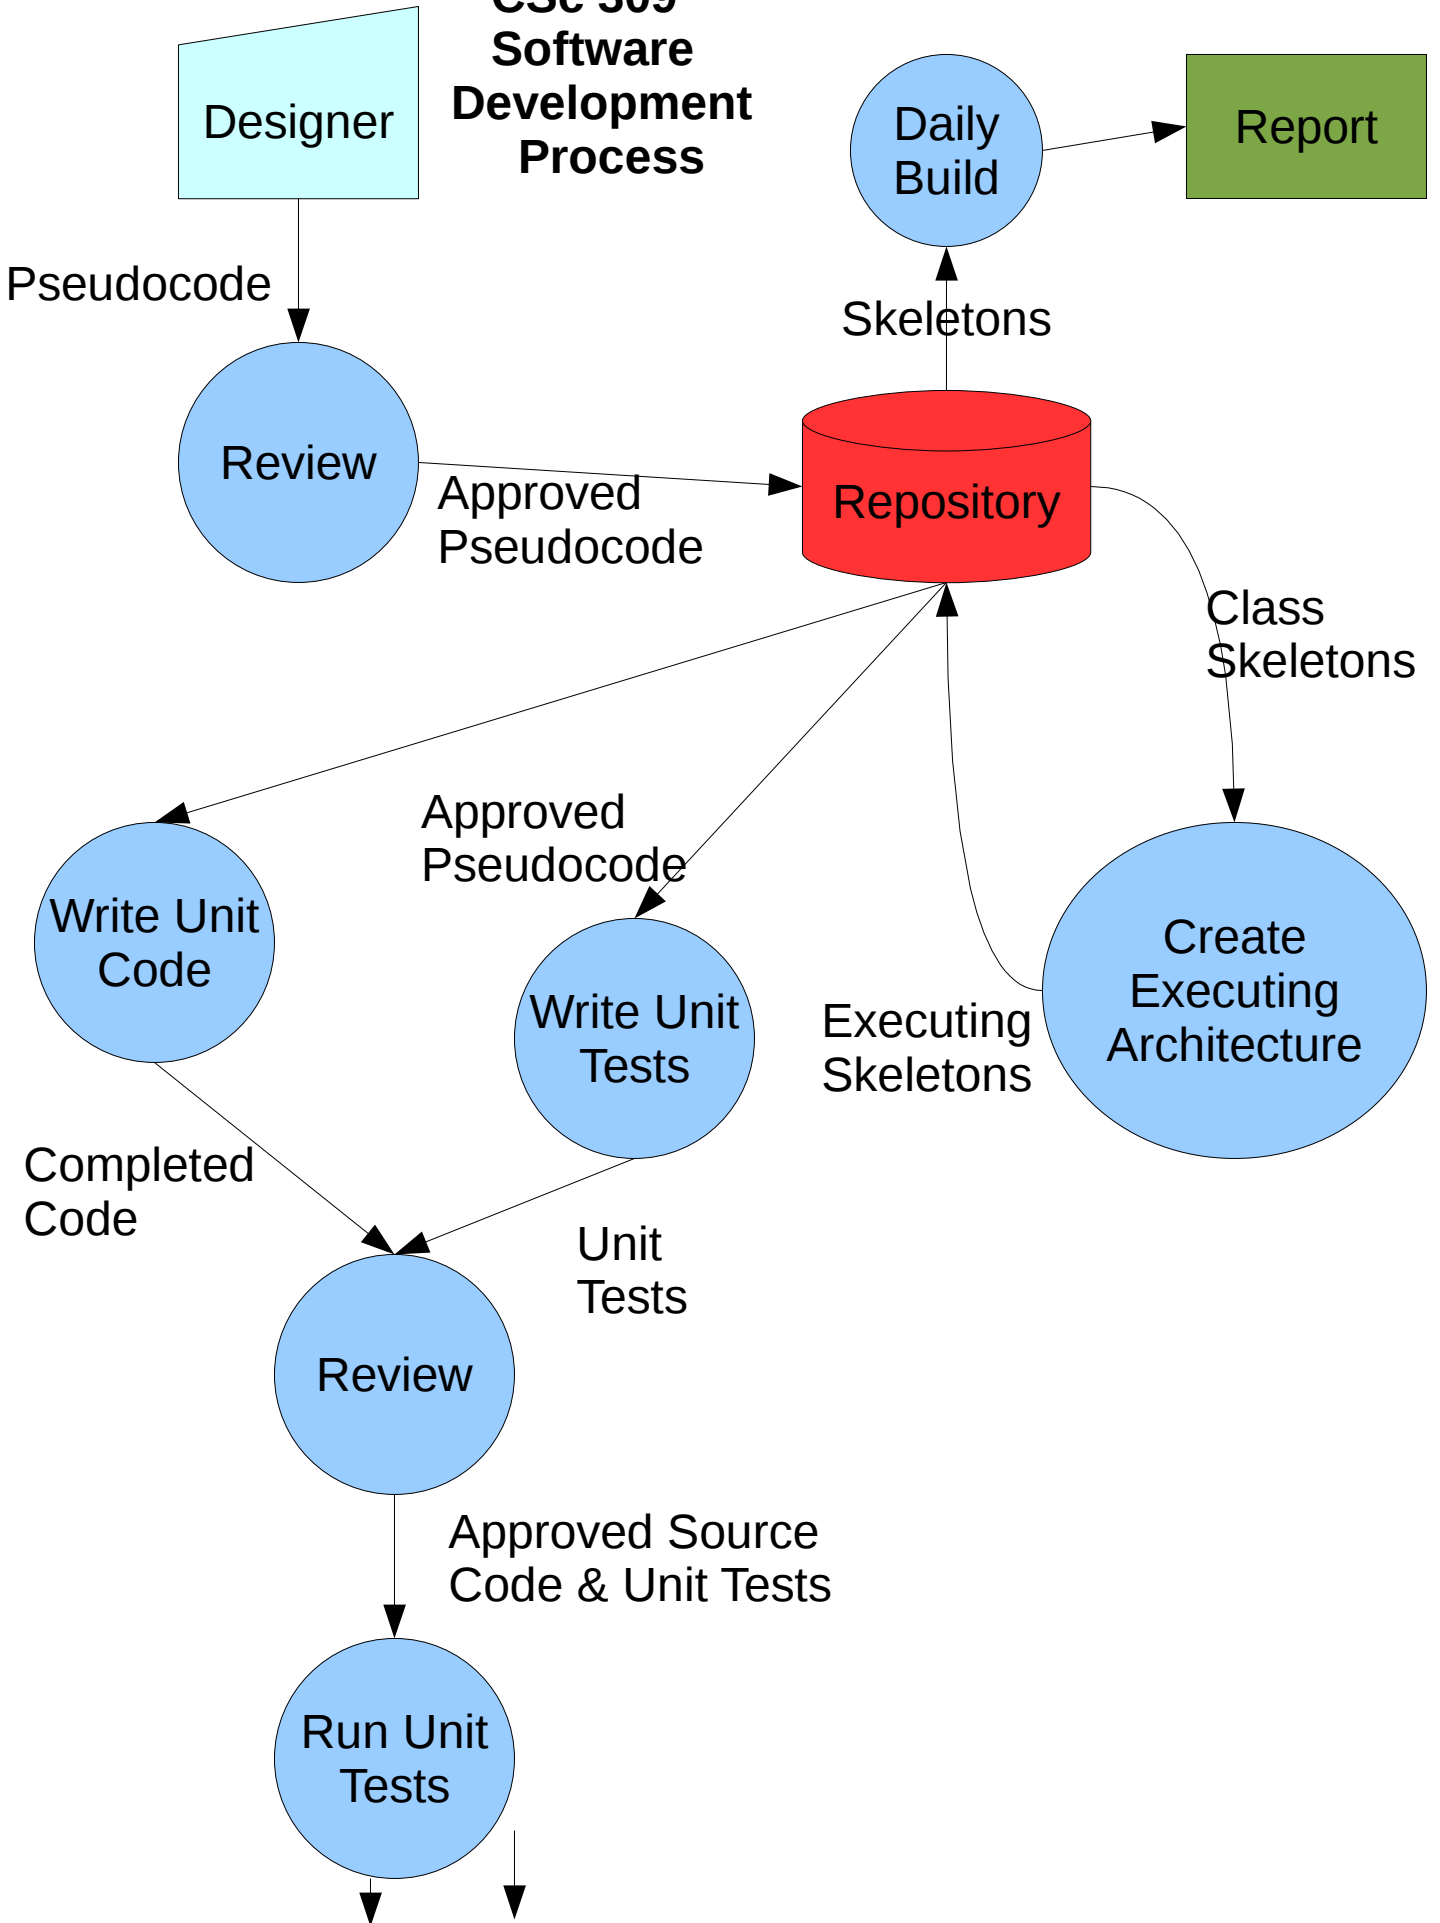 CSc 309
Software
Development
Process
Designer
Daily
Build
Report
Pseudocode
Skeletons
Review
Approved
Pseudocode
Repository
Class
Skeletons
Approved
Pseudocode
Write Unit
Code
Write Unit
Tests
Create
Executing
Architecture
Executing
Skeletons
Completed
Code
Unit
Tests
Review
Approved Source
Code & Unit Tests
Run Unit
Tests